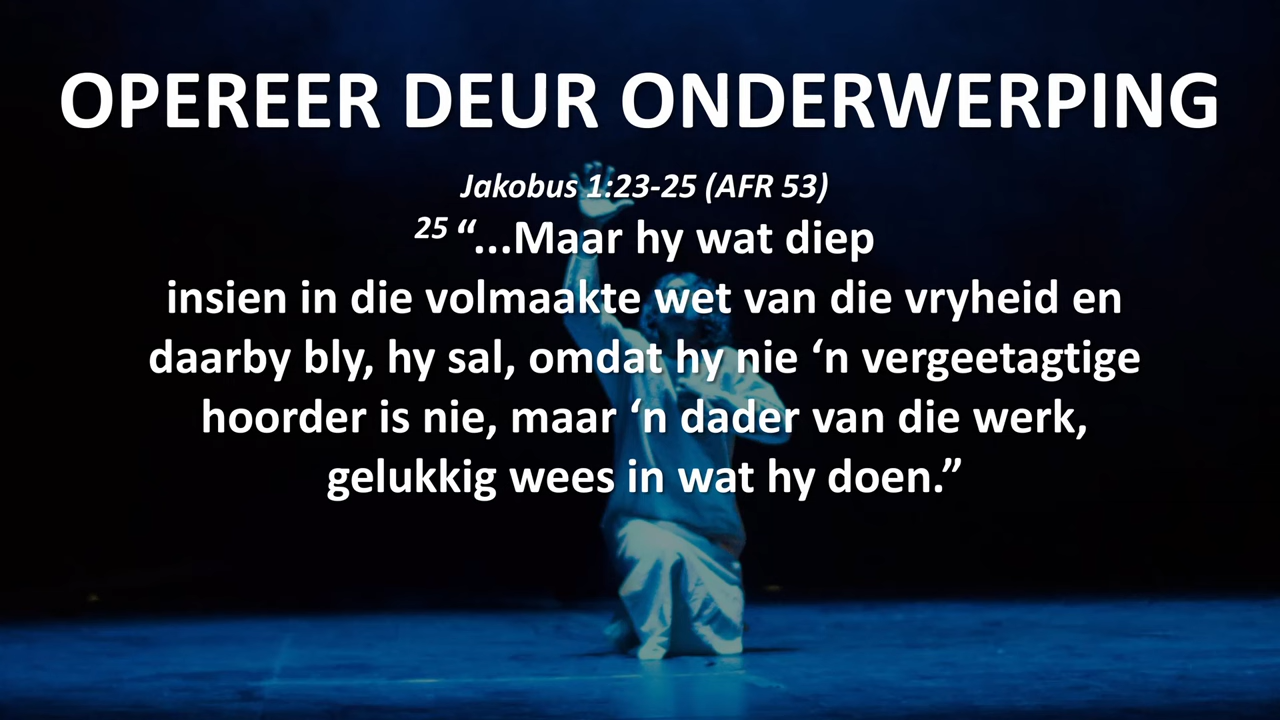 OPEREER DEUR ONDERWERPING
Jakobus 1:23-25 (AFR 53)
25 “...Maar hy wat diep
insien in die volmaakte wet van die vryheid en
daarby bly, hy sal, omdat hy nie ‘n vergeetagtige
hoorder is nie, maar ‘n dader van die werk,
gelukkig wees in wat hy doen.”